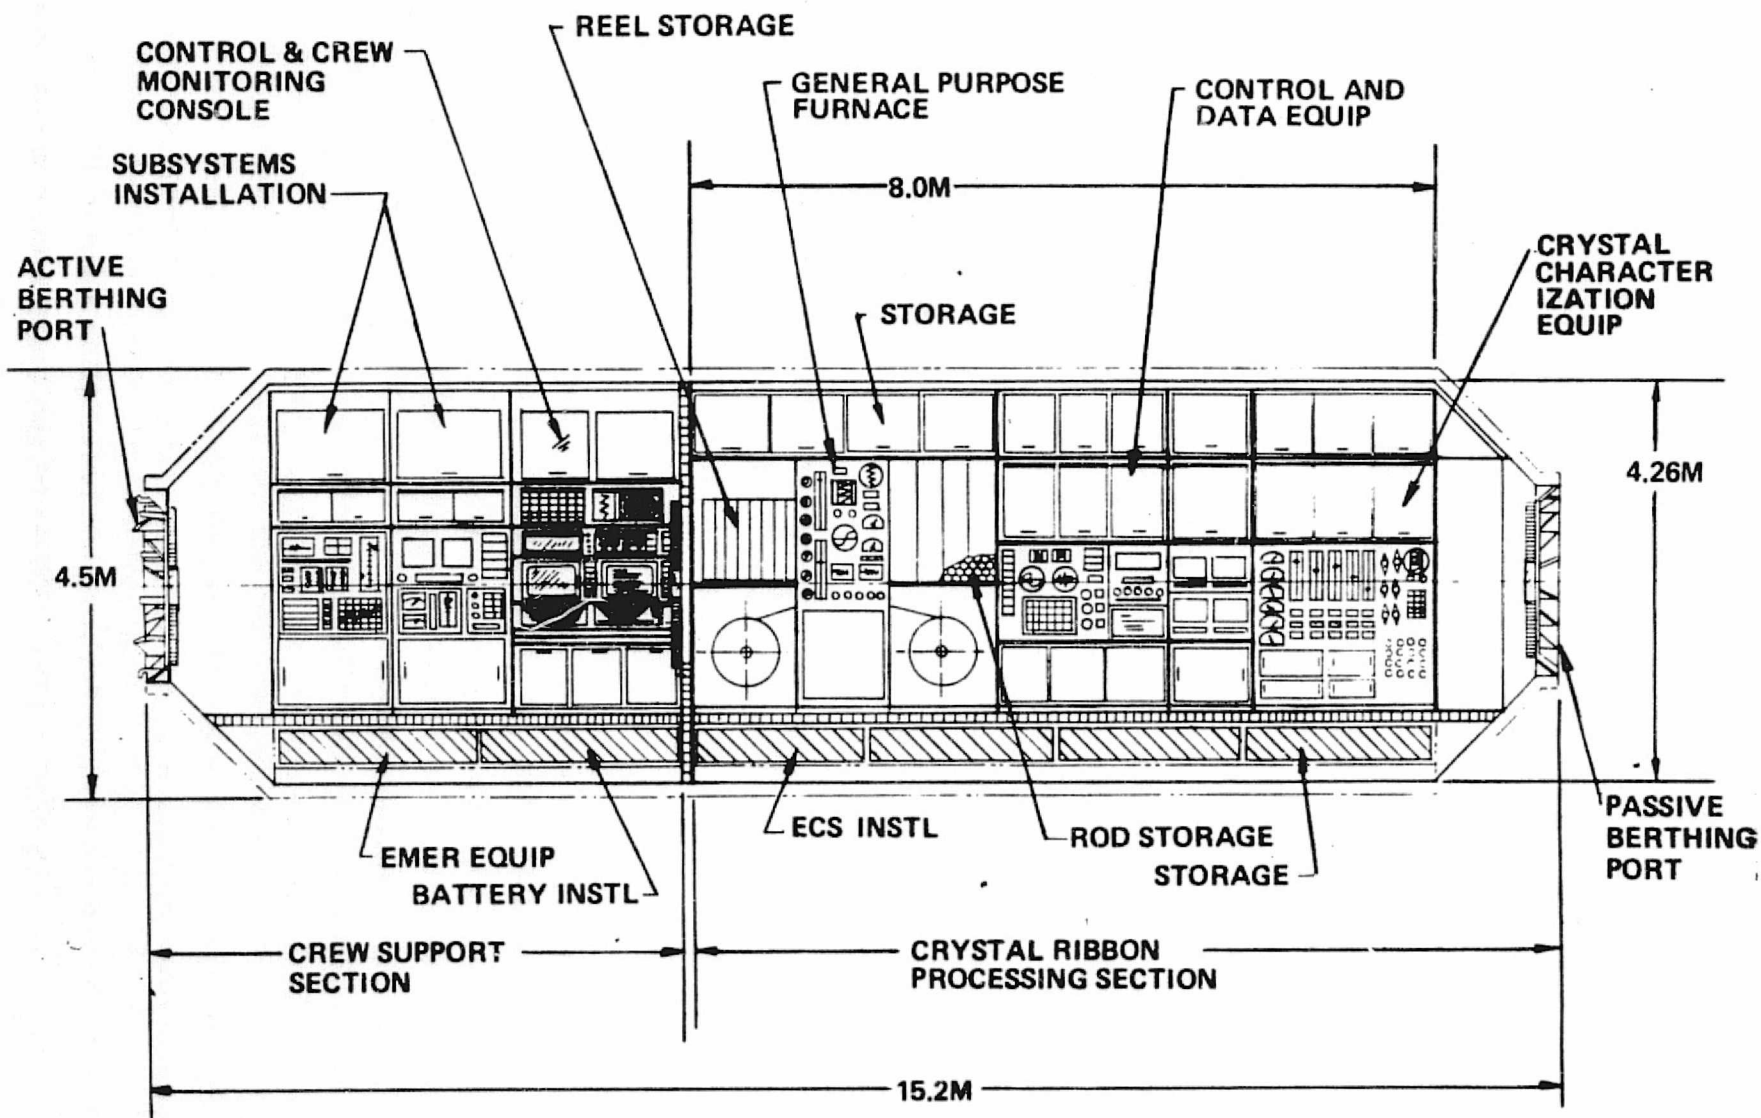 REEL STORAGE
CONTROL & CREW
MONITORING
CONSOLE
GENERAL PURPOSE
FURNACE
CONTROL AND
DATA EQUIP
SUBSYSTEMS
INSTALLATION
8.0M
ACTIVE
BERTHING
PORT
CRYSTAL
CHARACTER
IZATION
EQUIP
STORAGE
4.26M
4.5M
PASSIVE
BERTHING
PORT
ECS INSTL
ROD STORAGE
STORAGE
EMER EQUIP
BATTERY INSTL
CREW SUPPORT
SECTION
CRYSTAL RIBBON
PROCESSING SECTION
15.2M